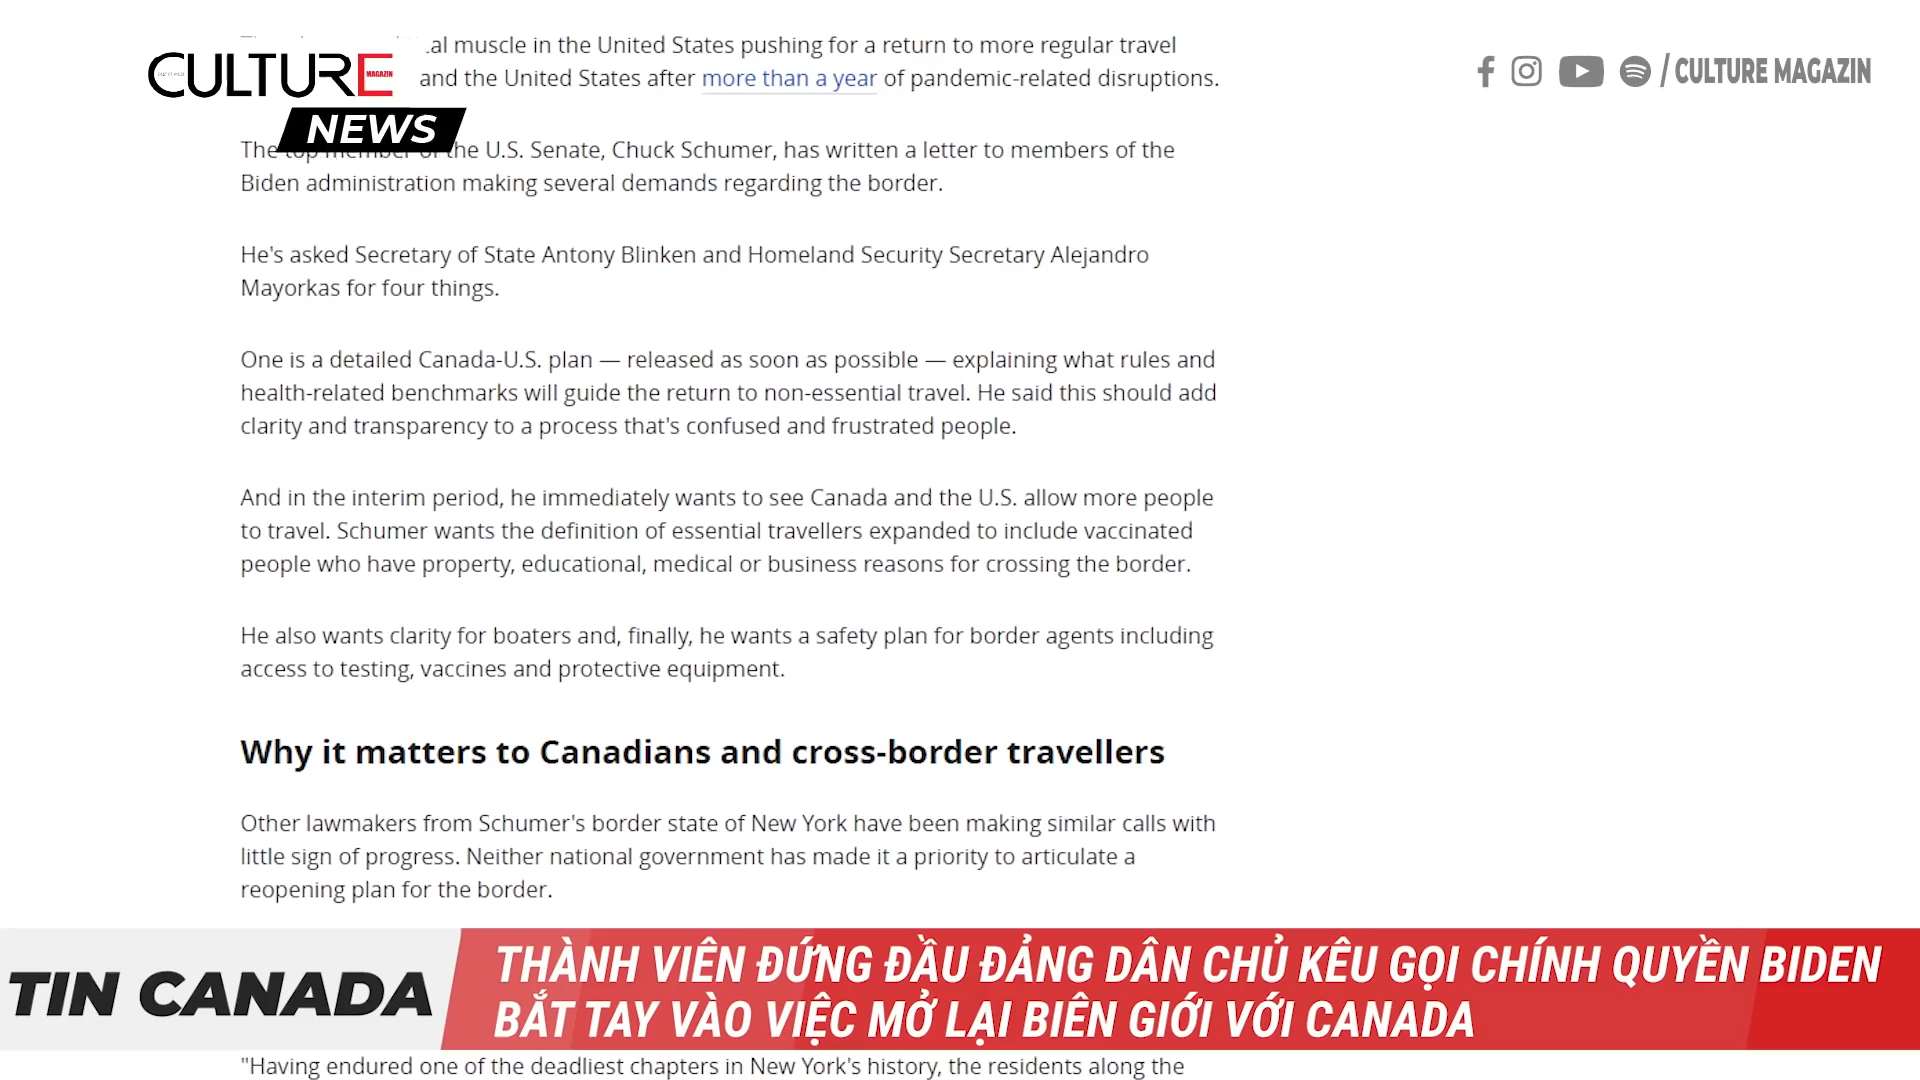 al muscle in the United States pushing for a return to more regular travel
CULTURE MAGAZIN
and the United States after more than a year of pandemic-related disruptions.
/ CULTURE MAGAZIN
NEWS
The top member of the U.S. Senate, Chuck Schumer, has written a letter to members of the
Biden administration making several demands regarding the border.
He's asked Secretary of State Antony Blinken and Homeland Security Secretary Alejandro
Mayorkas for four things.
One is a detailed Canada-U.S. plan — released as soon as possible — explaining what rules and
health-related benchmarks will guide the return to non-essential travel. He said this should add
clarity and transparency to a process that's confused and frustrated people.
And in the interim period, he immediately wants to see Canada and the U.S. allow more people
to travel. Schumer wants the definition of essential travellers expanded to include vaccinated
people who have property, educational, medical or business reasons for crossing the border.
He also wants clarity for boaters and, finally, he wants a safety plan for border agents including
access to testing, vaccines and protective equipment.
Why it matters to Canadians and cross-border travellers
Other lawmakers from Schumer's border state of New York have been making similar calls with
little sign of progress. Neither national government has made it a priority to articulate a
reopening plan for the border.
TIN CANADA
THÀNH VIÊN ĐỨNG ĐẦU ĐẢNG DÂN CHỦ KÊU GỌI CHÍNH QUYỀN BIDEN
BẮT TAY VÀO VIỆC MỞ LẠI BIÊN GIỚI VỚI CANADA
"Having endured one of the deadliest chapters in New York's history, the residents along the